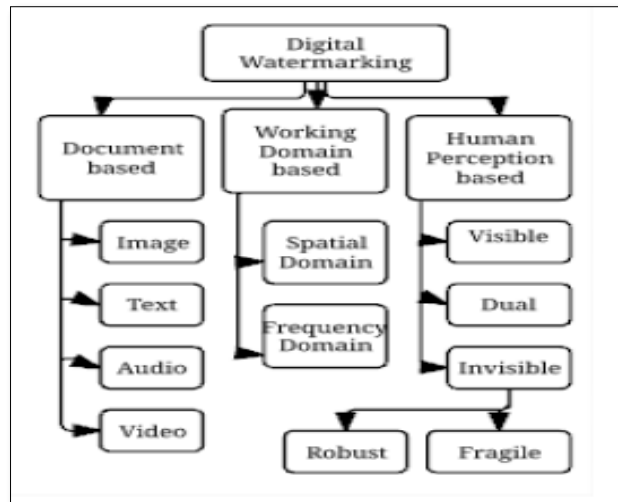 Digital
Watermarking
Document
based
Working
Domain
based
Human
Perception
based
Image
Text
Audio
Video
Spatial
Domain
Frequency
Domain
Visible
Dual
Invisible
Robust
Fragile